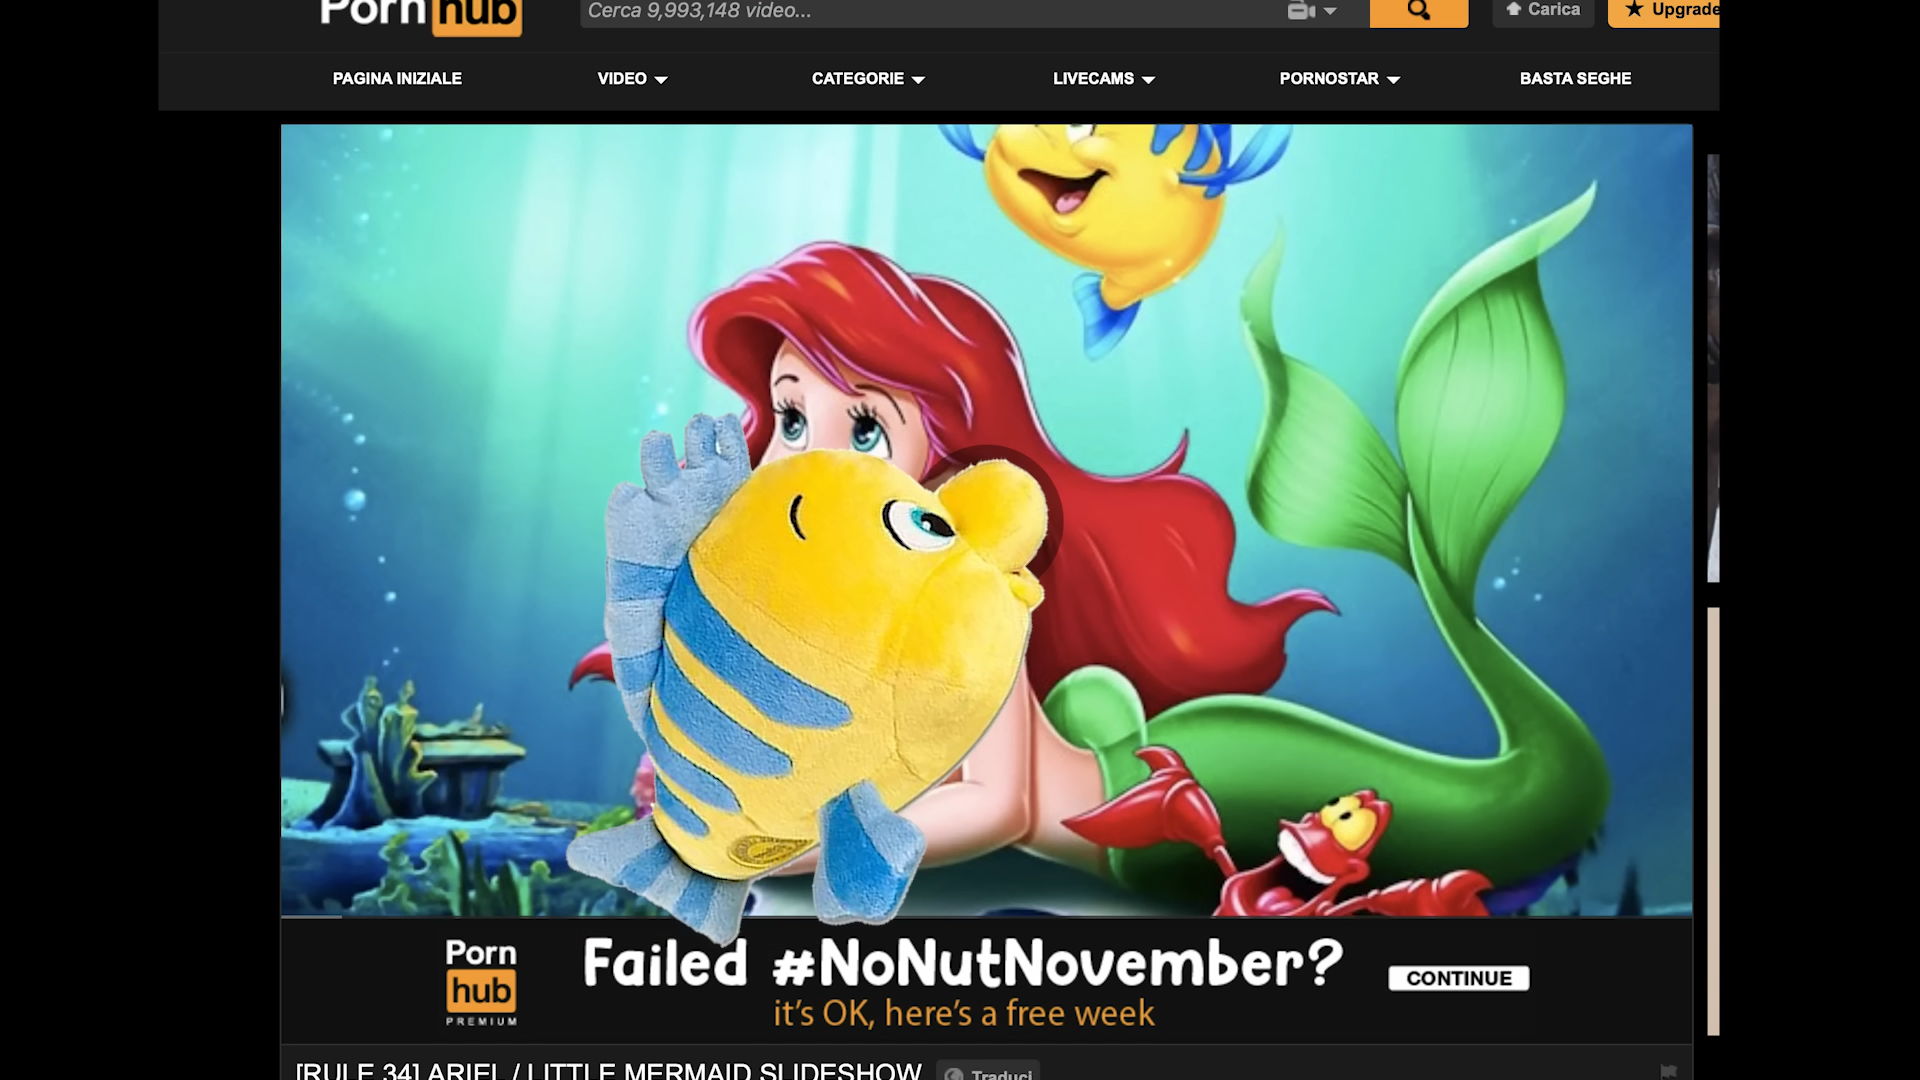 Porn hub
Cerca 9,993,148 video...
Carica
Upgrade
PAGINA INIZIALE
VIDEO
CATEGORIE
LIVECAMS
PORNOSTAR
BASTA SEGHE
Porn
hub
PREMIUM
Failed #NoNutNovember?
it's OK, here's a free week
CONTINUE
[RULE 34] ARIEL / LITTLE MERMAID SLIDESHOW
Traduci